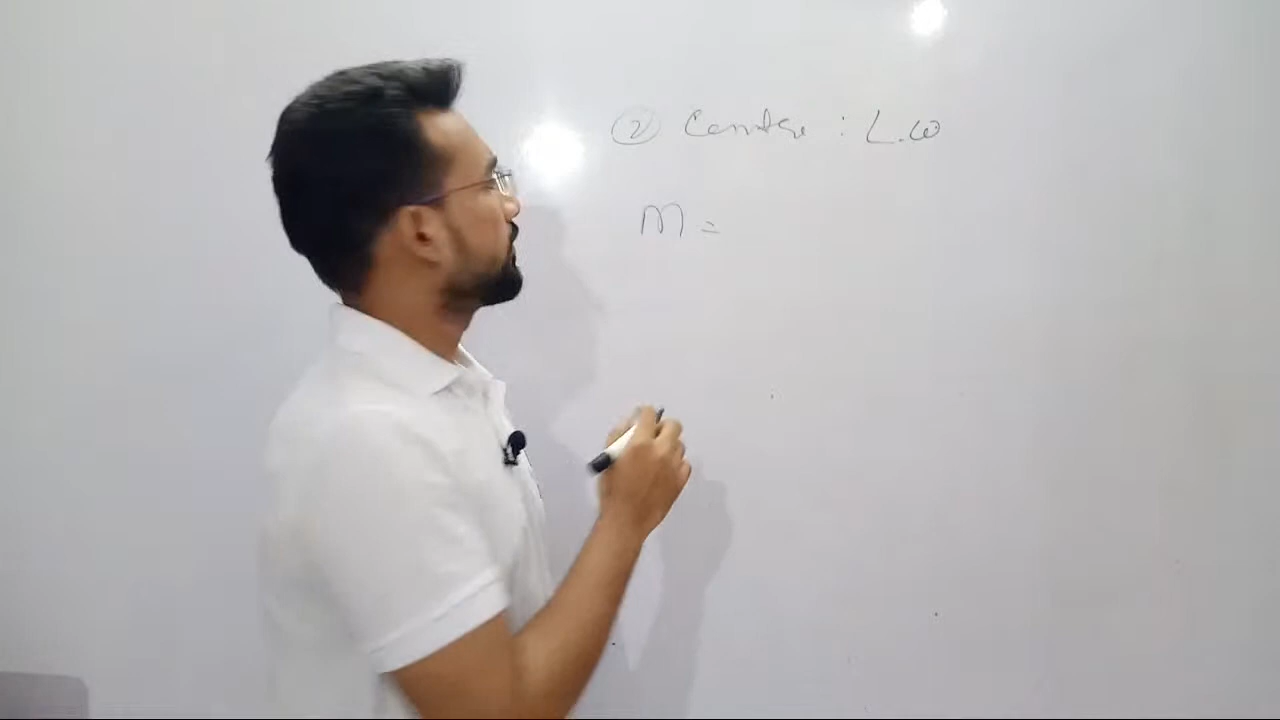 ② Centre : L.W
M =